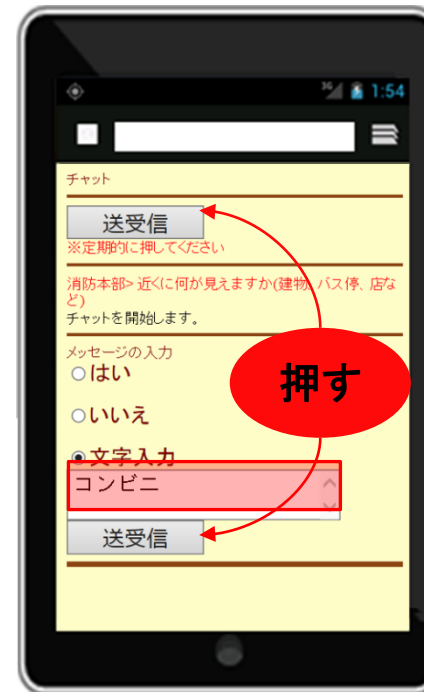 3G 1:54
チャット
送受信
※定期的に押してください
消防本部> 近くに何が見えますか(建物、バス停、店な
ど)
チャットを開始します。
メッセージの入力
はい
押す
いいえ
文字入力
コンビニ
送受信